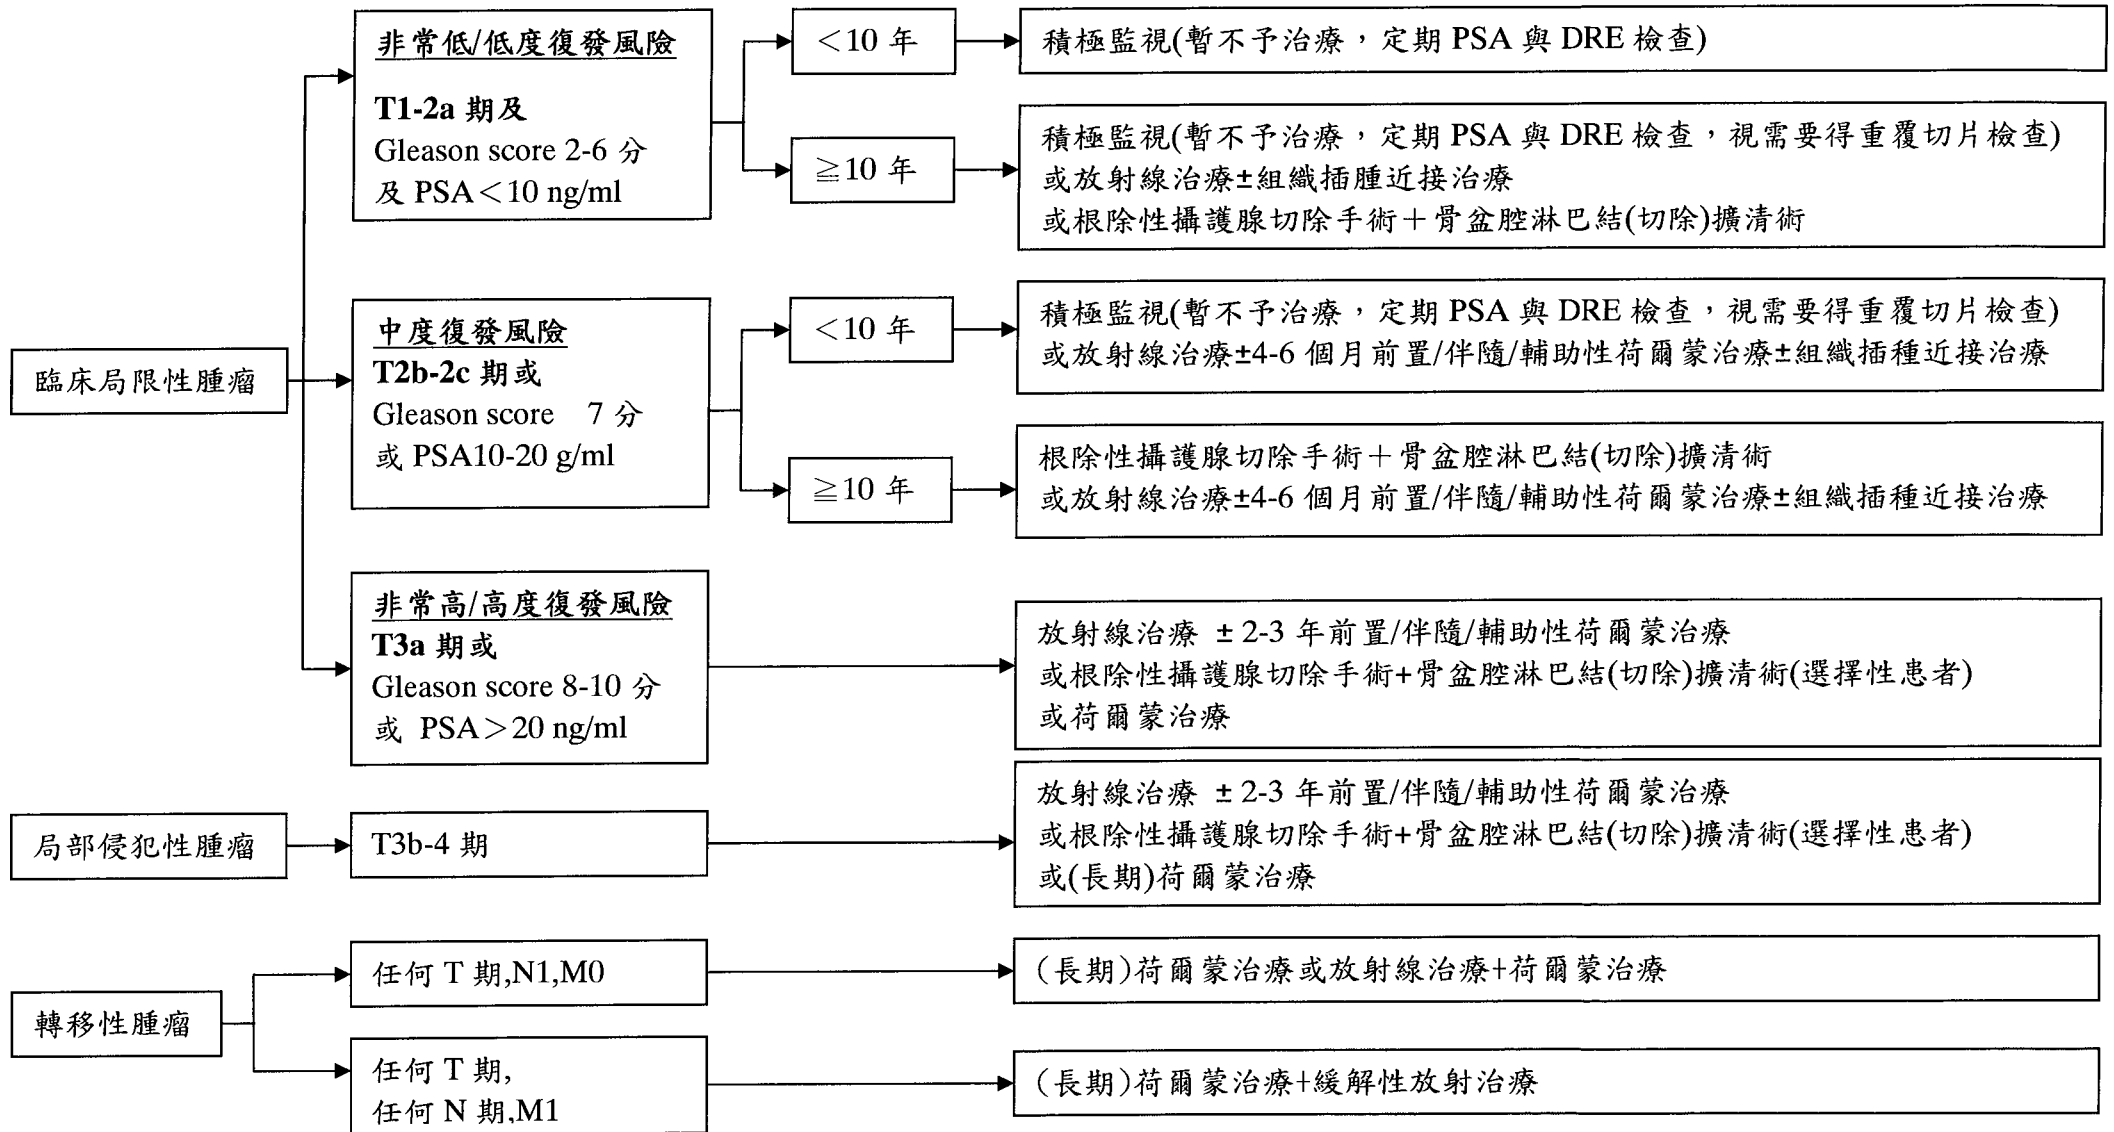 臨床局限性腫瘤
非常低/低度復發風險
T1-2a 期及
Gleason score 2-6 分
及 PSA＜10 ng/ml
＜10 年
積極監視(暫不予治療，定期 PSA 與 DRE 檢查)
≧10 年
積極監視(暫不予治療，定期 PSA 與 DRE 檢查，視需要得重覆切片檢查)
或放射線治療±組織插腫近接治療
或根除性攝護腺切除手術＋骨盆腔淋巴結(切除)擴清術
中度復發風險
T2b-2c 期或
Gleason score 7 分
或 PSA10-20 g/ml
＜10 年
積極監視(暫不予治療，定期 PSA 與 DRE 檢查，視需要得重覆切片檢查)
或放射線治療±4-6 個月前置/伴隨/輔助性荷爾蒙治療±組織插種近接治療
≧10 年
根除性攝護腺切除手術＋骨盆腔淋巴結(切除)擴清術
或放射線治療±4-6 個月前置/伴隨/輔助性荷爾蒙治療±組織插種近接治療
非常高/高度復發風險
T3a 期或
Gleason score 8-10 分
或 PSA＞20 ng/ml
放射線治療 ± 2-3 年前置/伴隨/輔助性荷爾蒙治療
或根除性攝護腺切除手術+骨盆腔淋巴結(切除)擴清術(選擇性患者)
或荷爾蒙治療
局部侵犯性腫瘤
T3b-4 期
放射線治療 ± 2-3 年前置/伴隨/輔助性荷爾蒙治療
或根除性攝護腺切除手術+骨盆腔淋巴結(切除)擴清術(選擇性患者)
或(長期)荷爾蒙治療
轉移性腫瘤
任何 T 期,N1,M0
(長期)荷爾蒙治療或放射線治療+荷爾蒙治療
任何 T 期,
任何 N 期,M1
(長期)荷爾蒙治療+緩解性放射治療